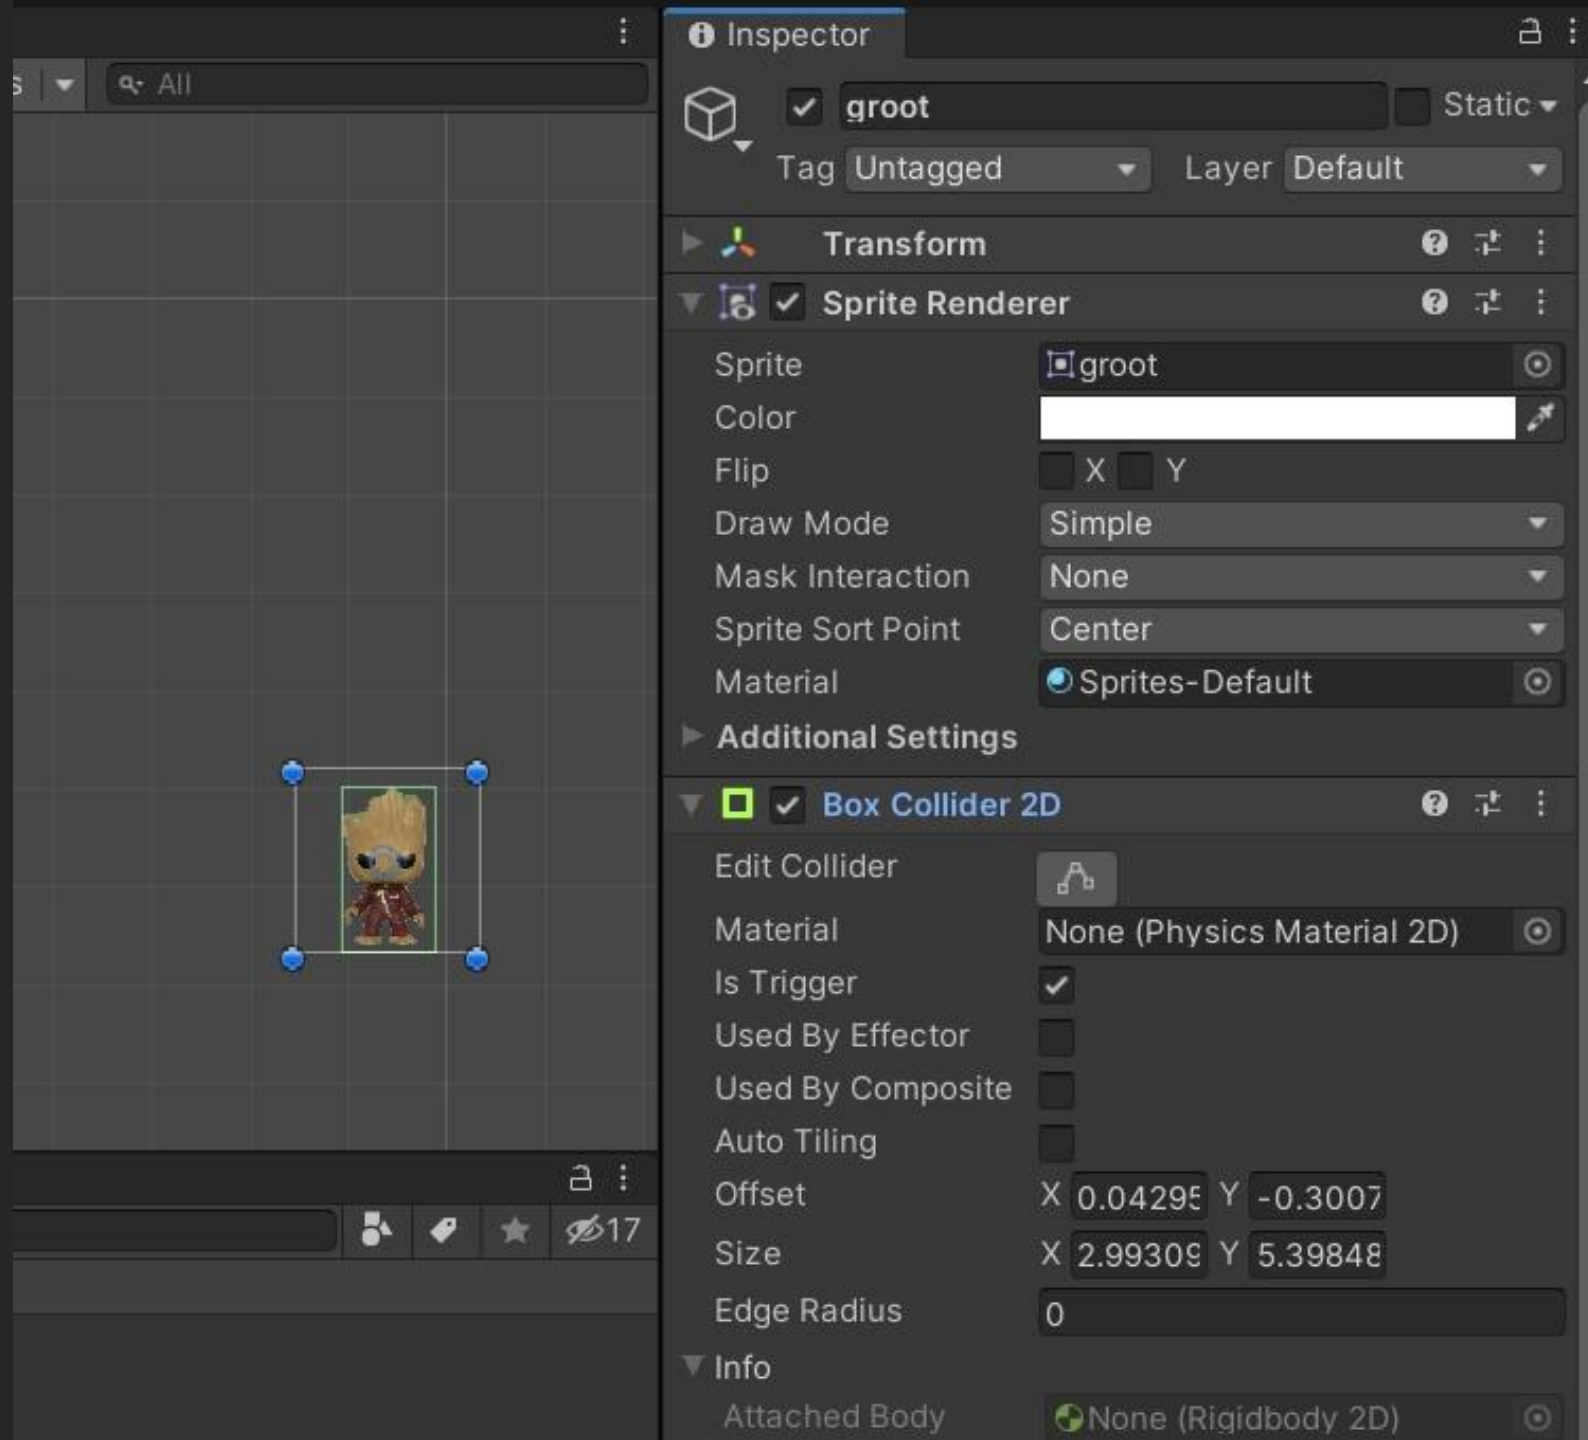 Inspector
s All
groot Static
Tag Untagged Layer Default
Transform
Sprite Renderer
Sprite groot
Color
Flip X Y
Draw Mode Simple
Mask Interaction None
Sprite Sort Point Center
Material Sprites-Default
Additional Settings
Box Collider 2D
Edit Collider
Material None (Physics Material 2D)
Is Trigger
Used By Effector
Used By Composite
Auto Tiling
Offset X 0.04295 Y -0.3007
17
Size X 2.99309 Y 5.39848
Edge Radius 0
Info
Attached Body None (Rigidbody 2D)